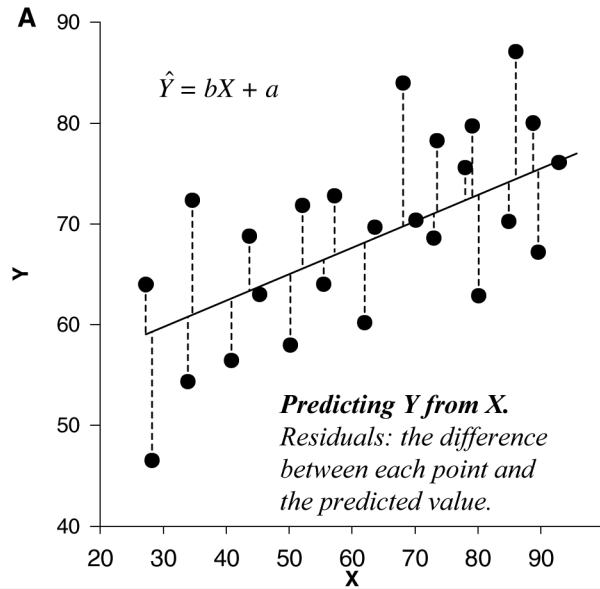 A
90
Ŷ = bX + a
80
70
Y
60
Predicting Y from X.
Residuals: the difference
between each point and
the predicted value.
50
40
20 30 40 50 60 70 80 90
X